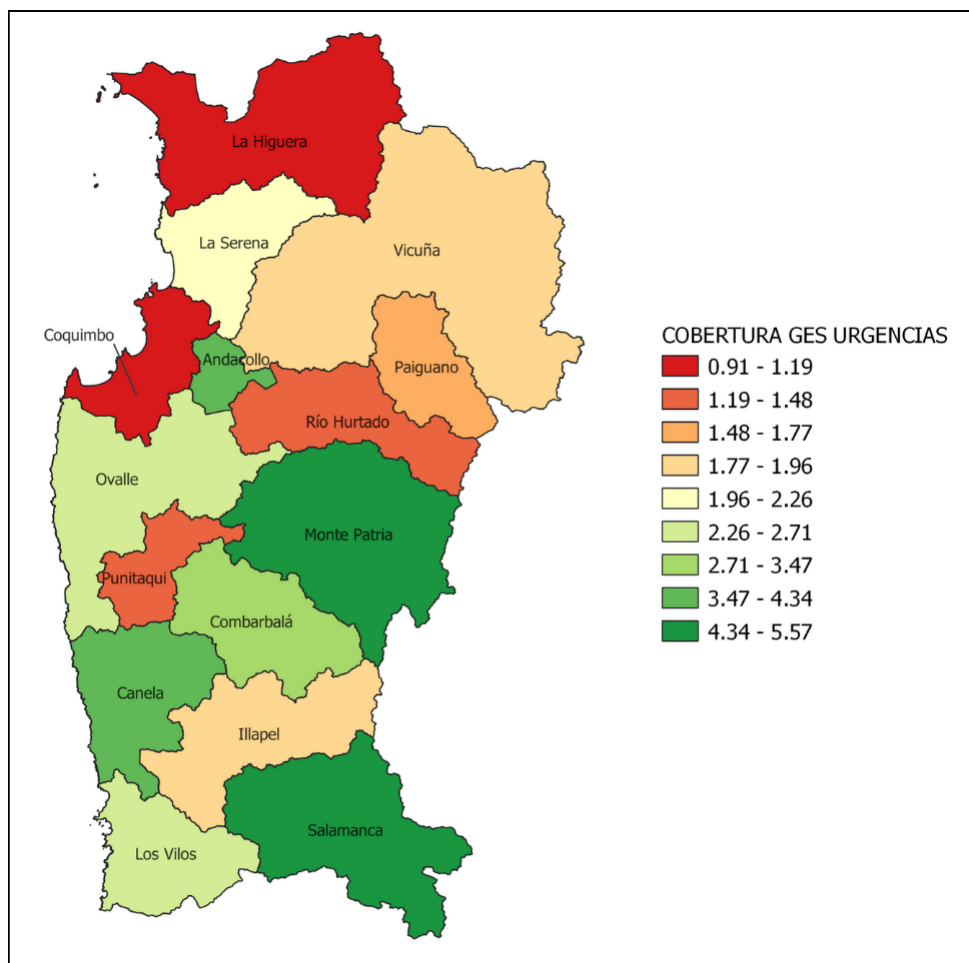 La Higuera
La Serena
Vicuña
Coquimbo
Andacollo
Paiguano
Río Hurtado
Ovalle
Monte Patria
Punitaqui
Combarbalá
Canela
Illapel
Salamanca
Los Vilos
COBERTURA GES URGENCIAS
0.91 - 1.19
1.19 - 1.48
1.48 - 1.77
1.77 - 1.96
1.96 - 2.26
2.26 - 2.71
2.71 - 3.47
3.47 - 4.34
4.34 - 5.57